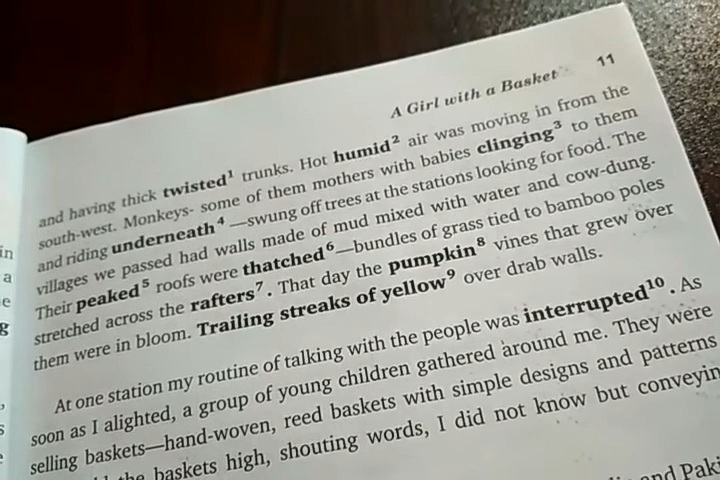 A Girl with a Basket 11
and having thick twisted¹ trunks. Hot humid² air was moving in from the
south-west. Monkeys- some of them mothers with babies clinging³ to them
and riding underneath⁴ —swung off trees at the stations looking for food. The
villages we passed had walls made of mud mixed with water and cow-dung.
Their peaked⁵ roofs were thatched⁶—bundles of grass tied to bamboo poles
stretched across the rafters⁷. That day the pumpkin⁸ vines that grew over
them were in bloom. Trailing streaks of yellow⁹ over drab walls.
At one station my routine of talking with the people was interrupted¹⁰. As
soon as I alighted, a group of young children gathered around me. They were
selling baskets—hand-woven, reed baskets with simple designs and patterns
the baskets high, shouting words, I did not know but conveyin
and Paki